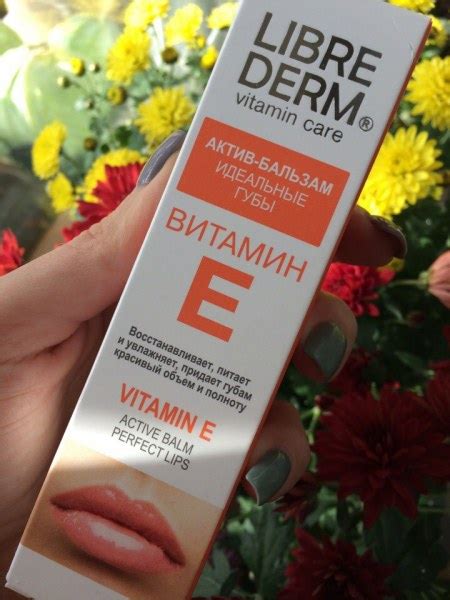 LIBRE
DERM®
vitamin care
АКТИВ-БАЛЬЗАМ
ИДЕАЛЬНЫЕ
ГУБЫ
ВИТАМИН
E
Восстанавливает, питает
и увлажняет, придает губам
красивый объем и полноту
VITAMIN E
ACTIVE BALM
PERFECT LIPS